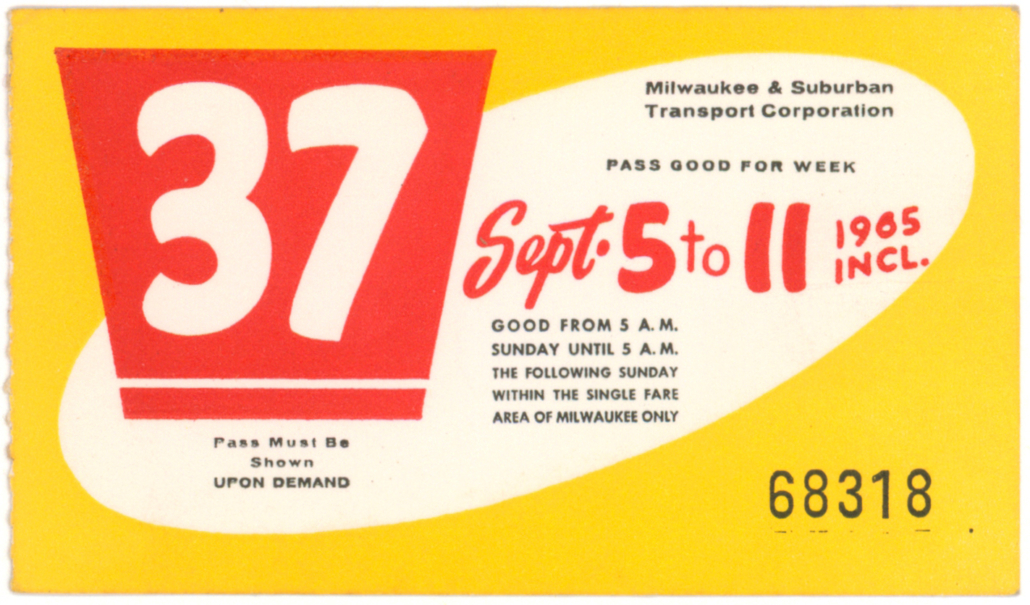 37
Milwaukee & Suburban
Transport Corporation
PASS GOOD FOR WEEK
Sept. 5 to 11 1965 INCL.
GOOD FROM 5 A.M.
SUNDAY UNTIL 5 A.M.
THE FOLLOWING SUNDAY
WITHIN THE SINGLE FARE
AREA OF MILWAUKEE ONLY
Pass Must Be
Shown
UPON DEMAND
68318